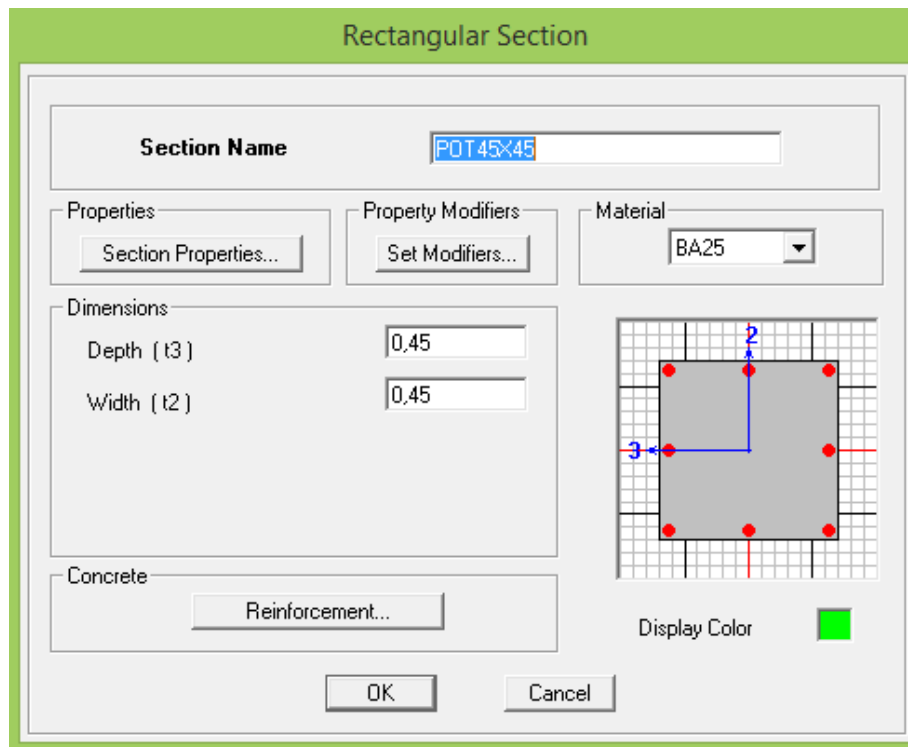 Rectangular Section
Section Name
POT45X45
Properties
Section Properties...
Property Modifiers
Set Modifiers...
Material
BA25
Dimensions
Depth ( t3 )
0,45
Width ( t2 )
0,45
2
3
Concrete
Reinforcement...
Display Color
OK
Cancel